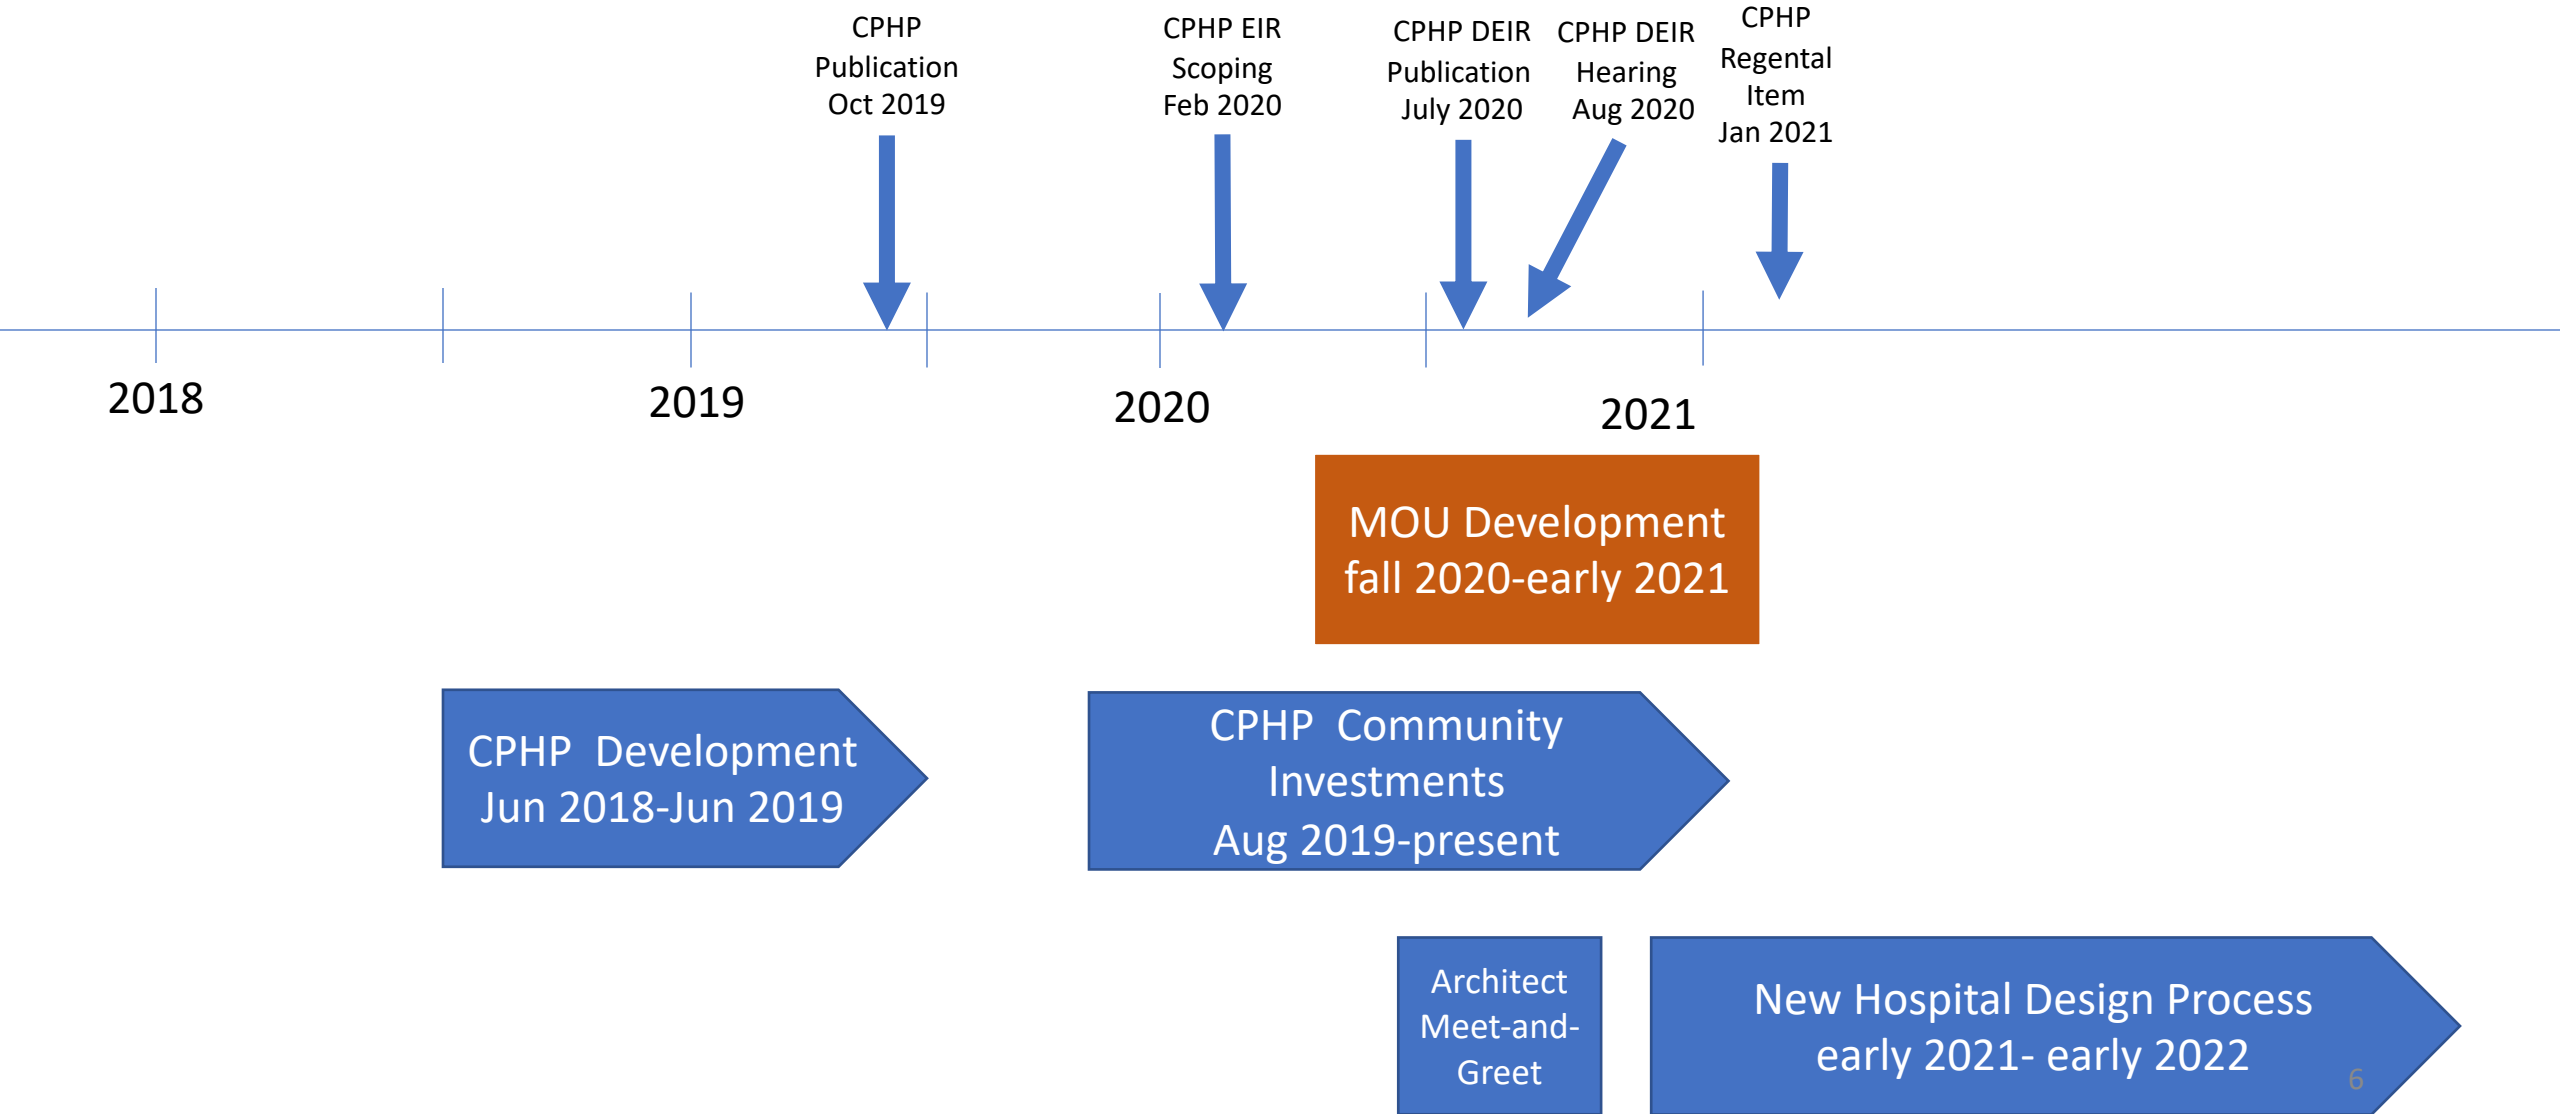 CPHP
Publication
Oct 2019
CPHP EIR
Scoping
Feb 2020
CPHP DEIR
Publication
July 2020
CPHP DEIR
Hearing
Aug 2020
CPHP
Regental
Item
Jan 2021
2018
2019
2020
2021
MOU Development
fall 2020-early 2021
CPHP Development
Jun 2018-Jun 2019
CPHP Community
Investments
Aug 2019-present
Architect
Meet-and-
Greet
New Hospital Design Process
early 2021- early 2022
6